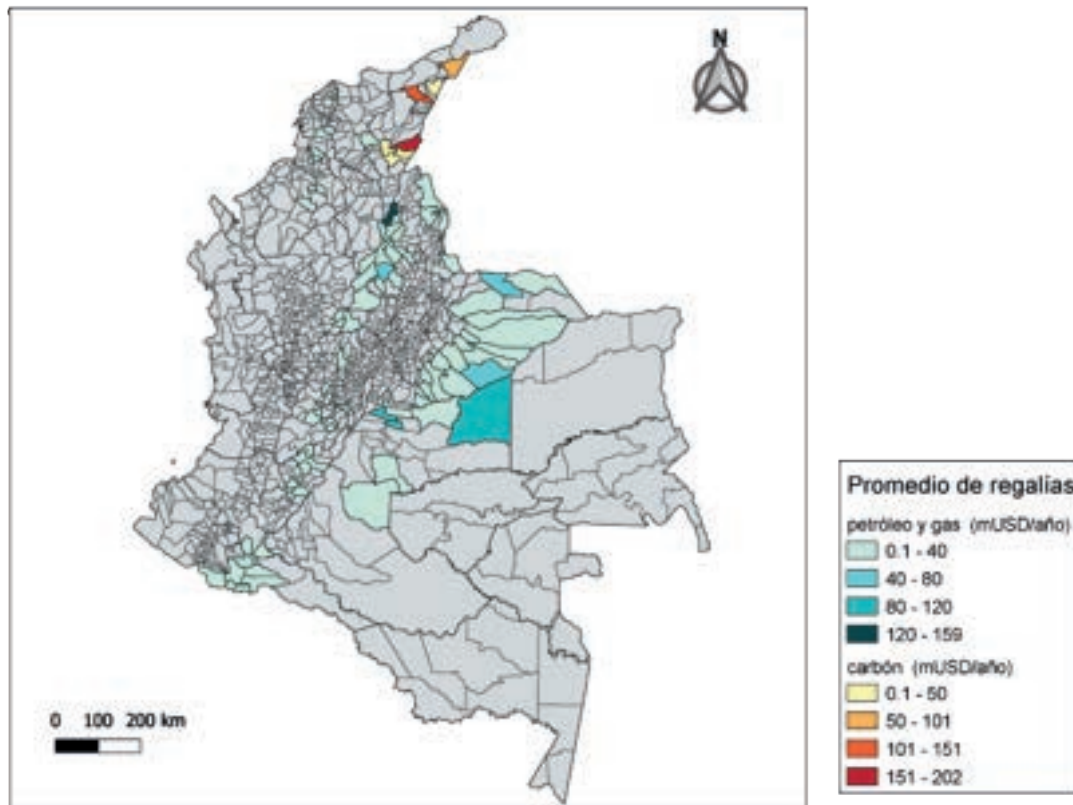 N
0 100 200 km
Promedio de regalías
petróleo y gas (mUSD/año)
0.1 - 40
40 - 80
80 - 120
120 - 159
carbón (mUSD/año)
0.1 - 50
50 - 101
101 - 151
151 - 202